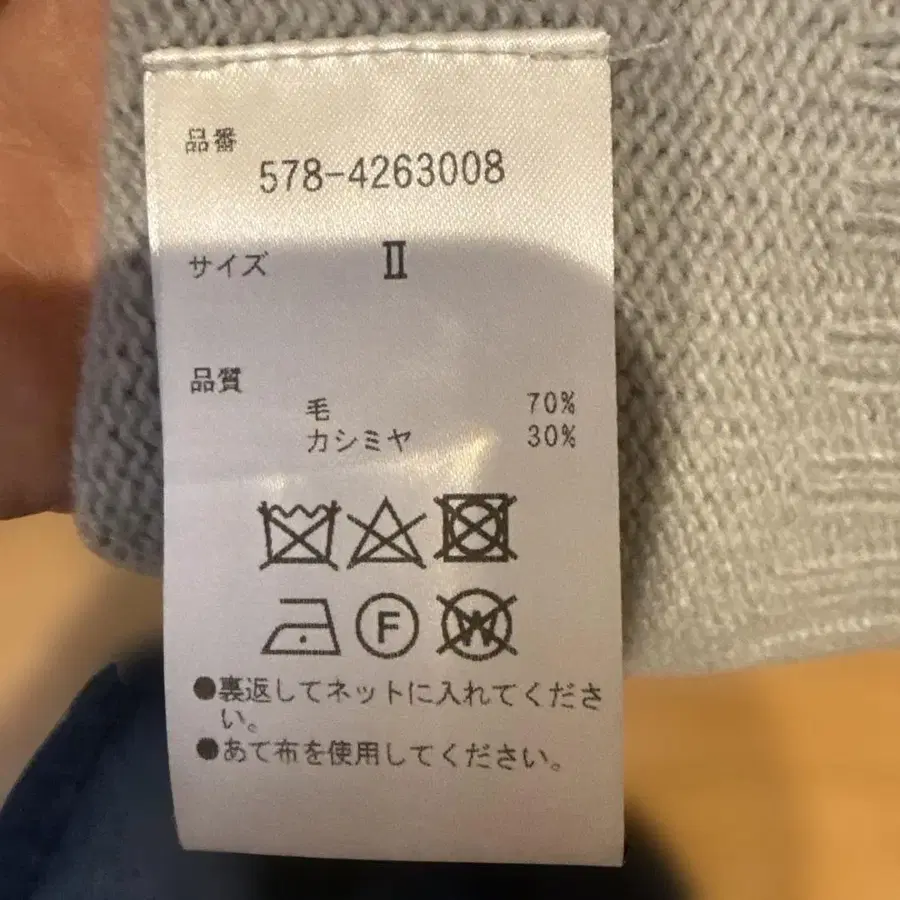 品番
578-4263008
サイズ Ⅱ
品質
毛 70%
カシミヤ 30%
F W
●裏返してネットに入れてくださ
い。
●あて布を使用してください。